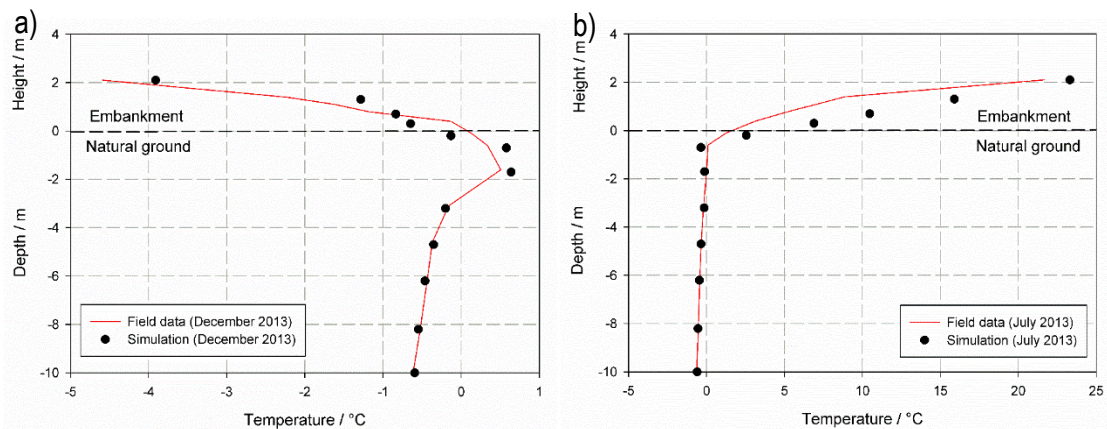 a)
Height / m
Depth / m
4
2
0
-2
-4
-6
-8
-10
Embankment
Natural ground
Field data (December 2013)
Simulation (December 2013)
-5 -4 -3 -2 -1 0 1
Temperature / °C
b)
Height / m
Depth / m
4
2
0
-2
-4
-6
-8
-10
Embankment
Natural ground
Field data (July 2013)
Simulation (July 2013)
-5 0 5 10 15 20 25
Temperature / °C